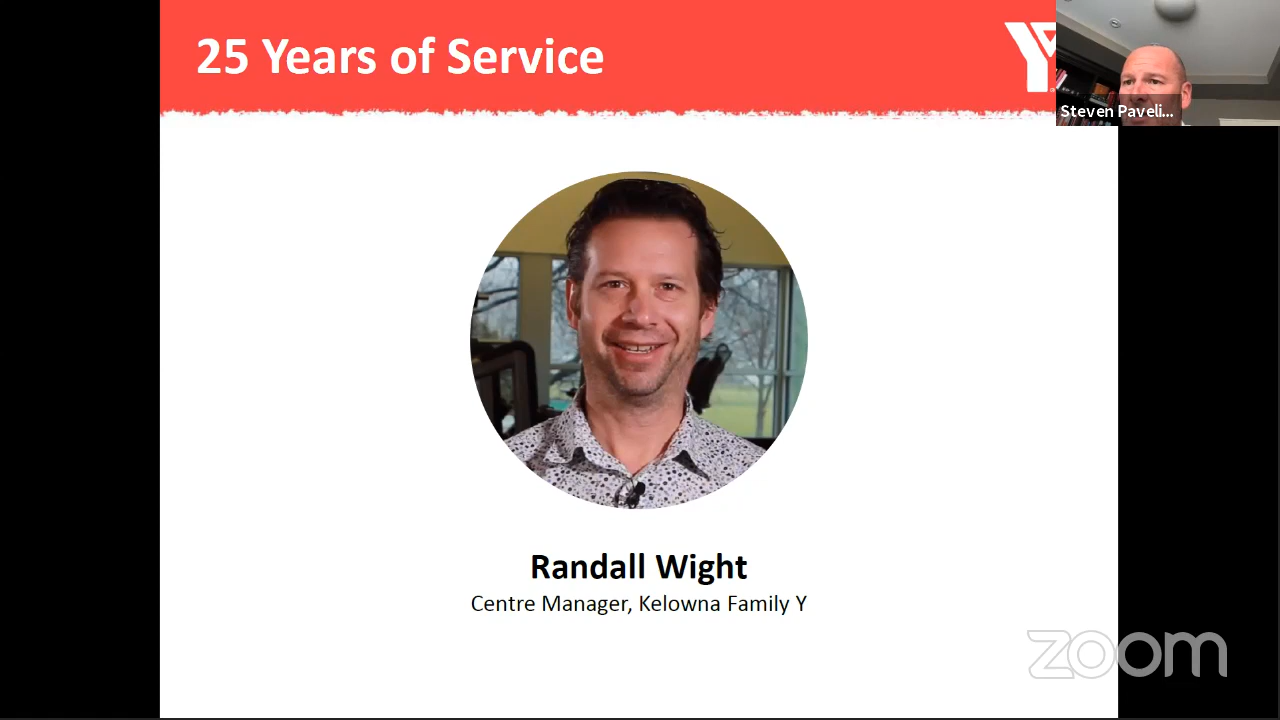 25 Years of Service
Steven Paveli...
Randall Wight
Centre Manager, Kelowna Family Y
zoom